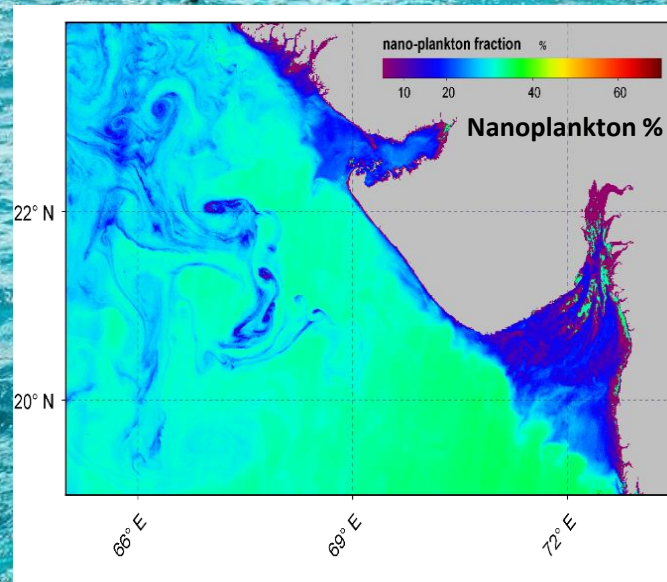 nano-plankton fraction %
10 20 40 60
Nanoplankton %
22° N
20° N
66° E 69° E 72° E